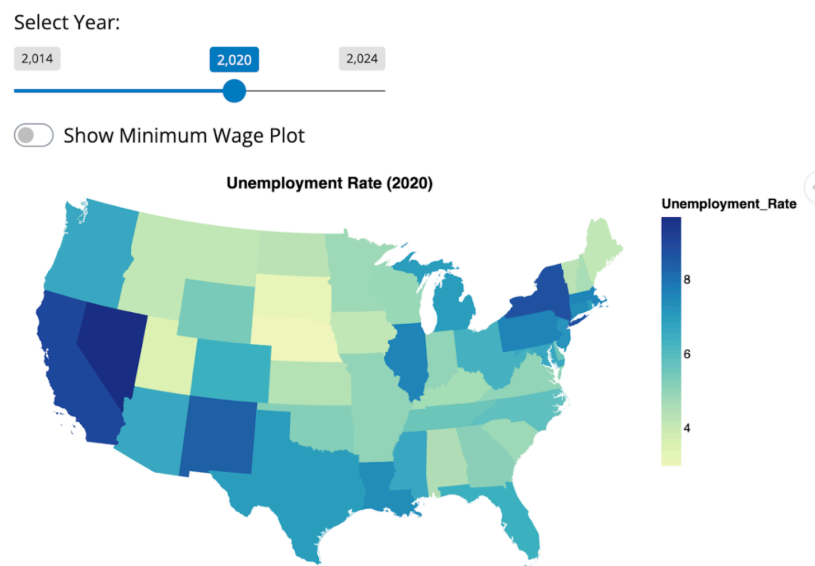 Select Year:
2,014 2,020 2,024
Show Minimum Wage Plot
Unemployment Rate (2020)
Unemployment_Rate
8
6
4